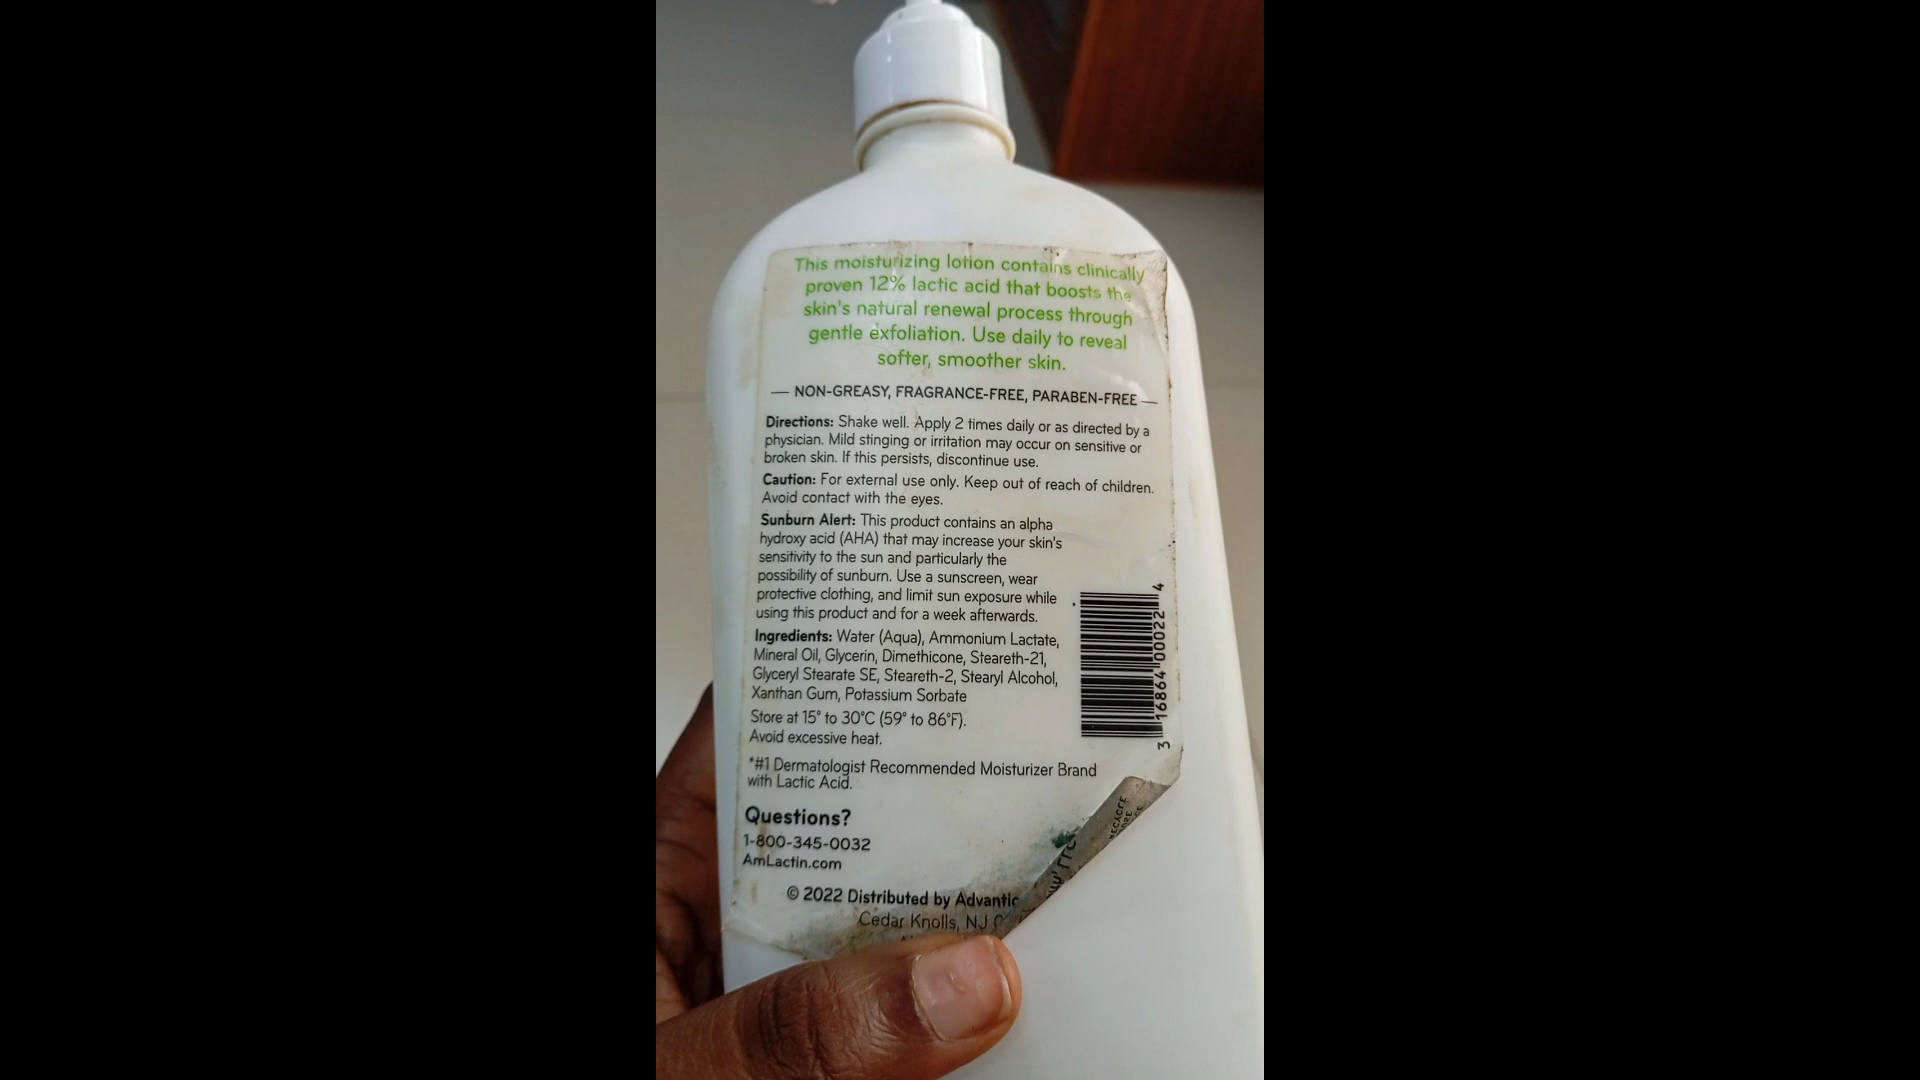 This moisturizing lotion contains clinically
proven 12% lactic acid that boosts the
skin's natural renewal process through
gentle exfoliation. Use daily to reveal
softer, smoother skin.
— NON-GREASY, FRAGRANCE-FREE, PARABEN-FREE —
Directions: Shake well. Apply 2 times daily or as directed by a
physician. Mild stinging or irritation may occur on sensitive or
broken skin. If this persists, discontinue use.
Caution: For external use only. Keep out of reach of children.
Avoid contact with the eyes.
Sunburn Alert: This product contains an alpha
hydroxy acid (AHA) that may increase your skin's
sensitivity to the sun and particularly the
possibility of sunburn. Use a sunscreen, wear
protective clothing, and limit sun exposure while
using this product and for a week afterwards.
Ingredients: Water (Aqua), Ammonium Lactate,
Mineral Oil, Glycerin, Dimethicone, Steareth-21,
Glyceryl Stearate SE, Steareth-2, Stearyl Alcohol,
Xanthan Gum, Potassium Sorbate
Store at 15° to 30°C (59° to 86°F).
Avoid excessive heat.
3 16864 00022 4
*#1 Dermatologist Recommended Moisturizer Brand
with Lactic Acid.
Questions?
1-800-345-0032
AmLactin.com
© 2022 Distributed by Advantic
Cedar Knolls, NJ